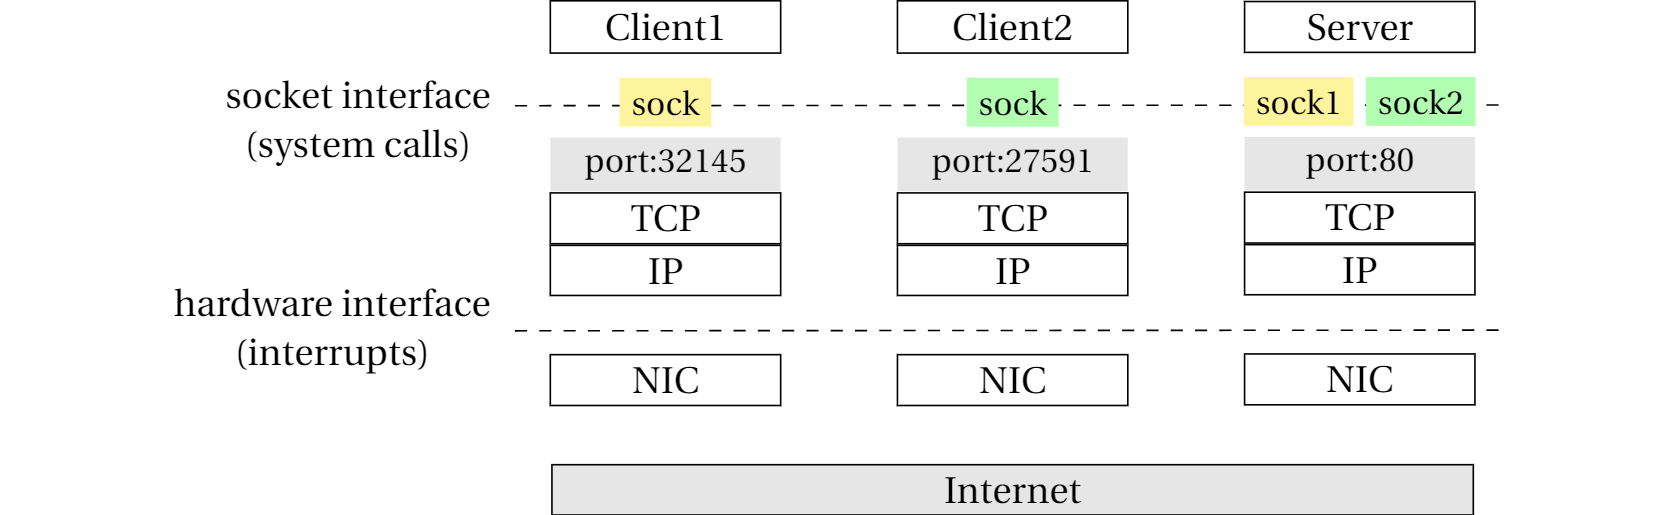 Client1 Client2 Server
socket interface
(system calls)
sock sock sock1 sock2
port:32145 port:27591 port:80
TCP TCP TCP
IP IP IP
hardware interface
(interrupts)
NIC NIC NIC
Internet